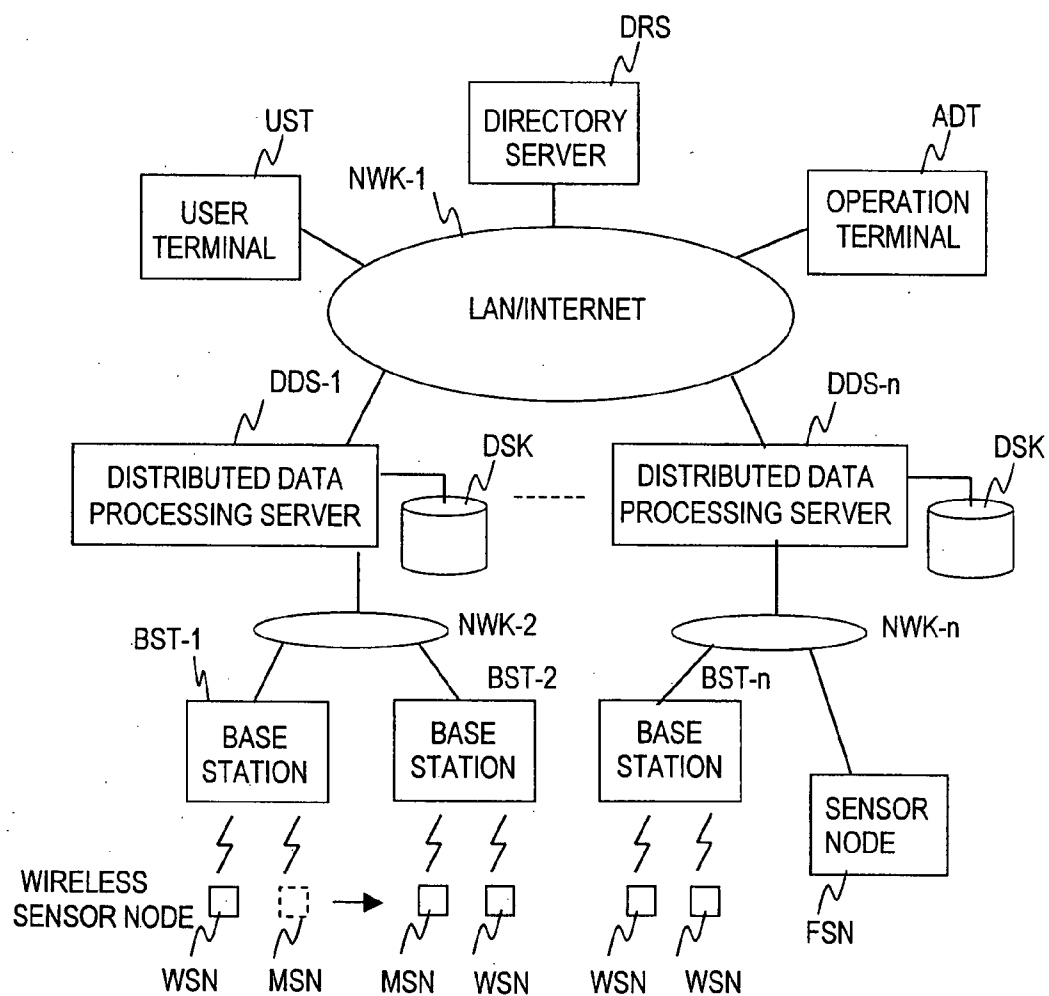 DRS
DIRECTORY
SERVER
UST
USER
TERMINAL
NWK-1
ADT
OPERATION
TERMINAL
LAN/INTERNET
DDS-1
DISTRIBUTED DATA
PROCESSING SERVER
DSK
DDS-n
DISTRIBUTED DATA
PROCESSING SERVER
DSK
NWK-2
NWK-n
BST-1
BASE
STATION
BST-2
BASE
STATION
BST-n
BASE
STATION
SENSOR
NODE
FSN
WIRELESS
SENSOR NODE
WSN
MSN
MSN
WSN
WSN
WSN